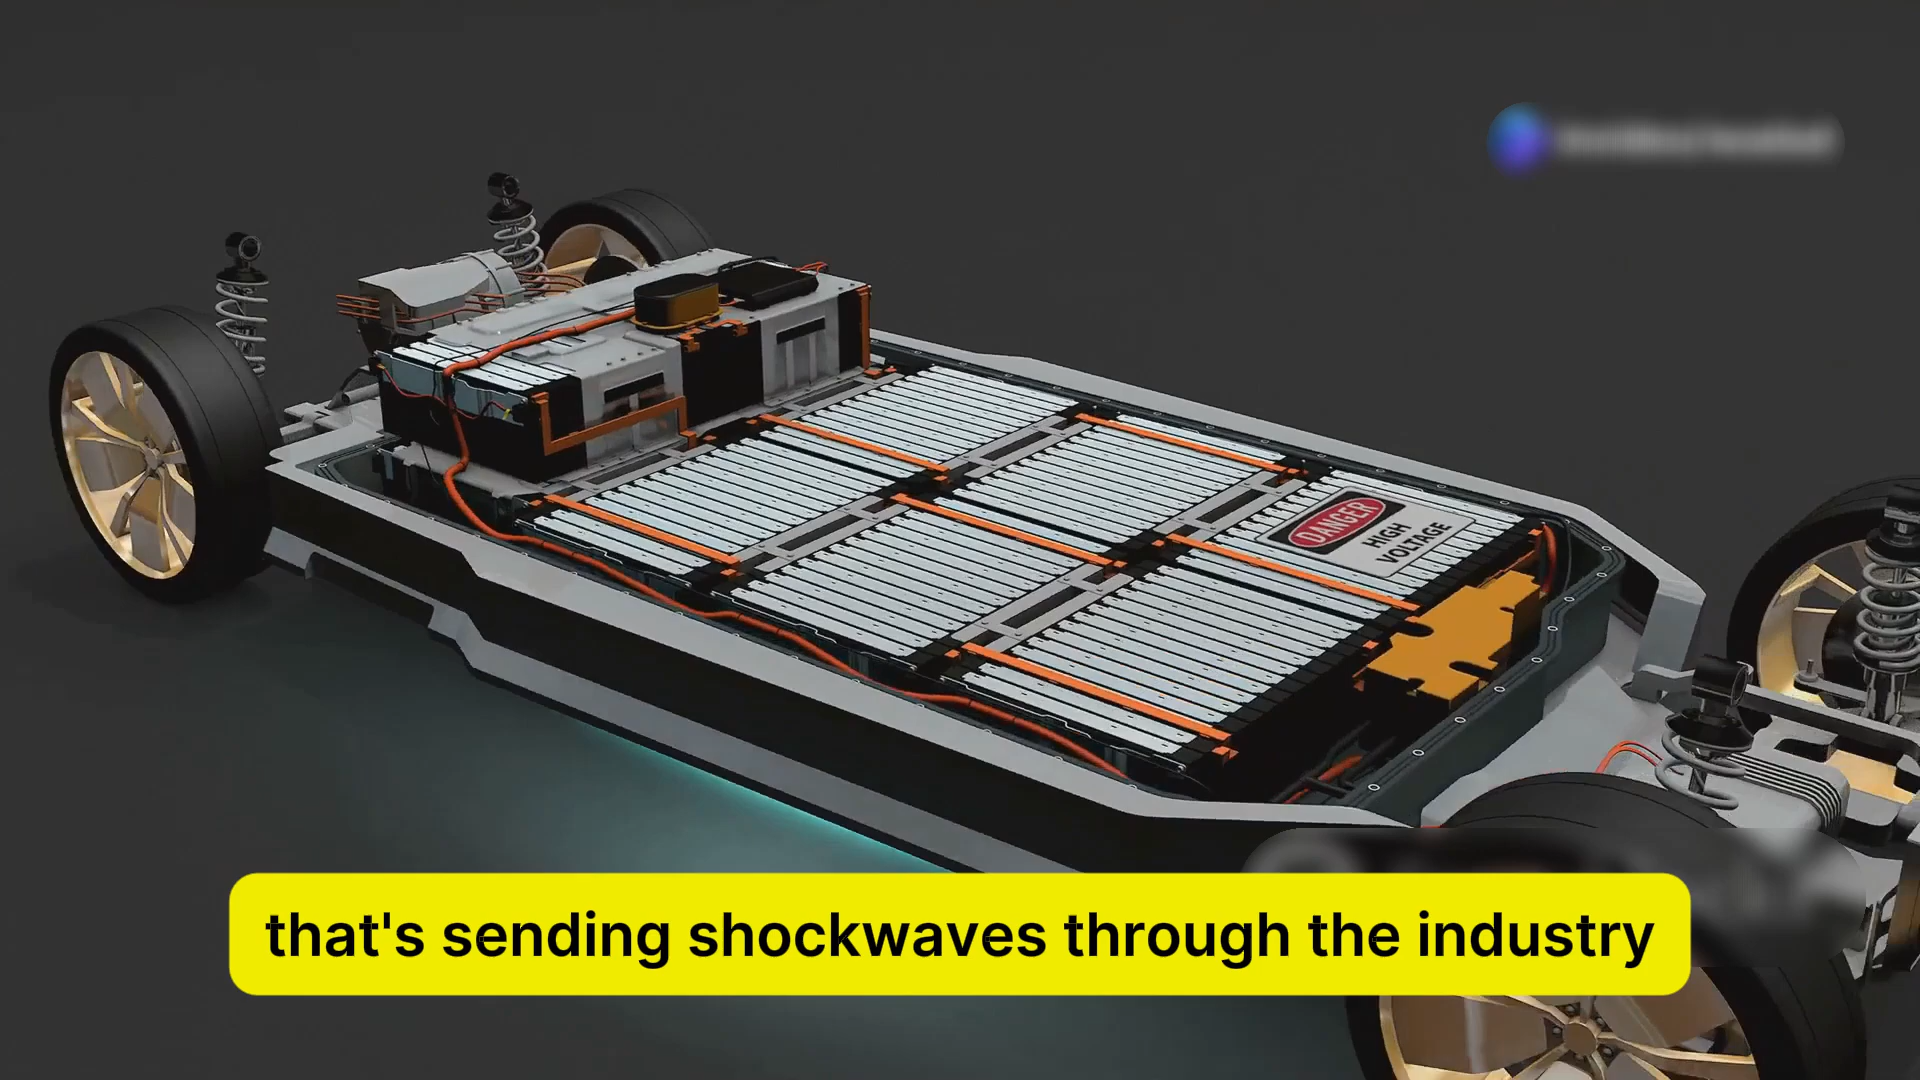 DANGER
HIGH
VOLTAGE
that's sending shockwaves through the industry